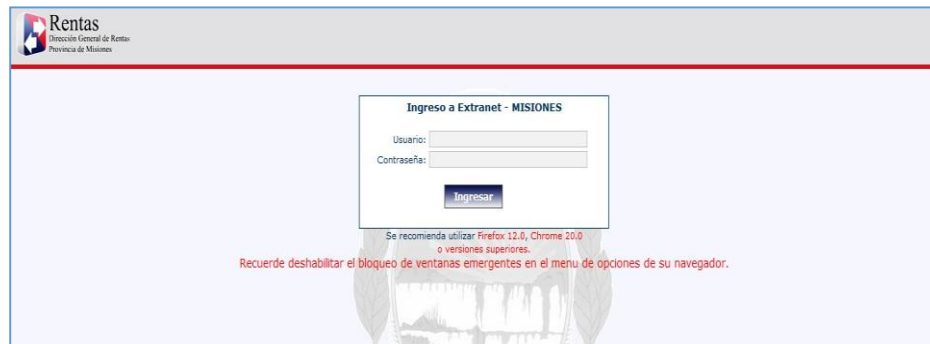 Rentas
Dirección General de Rentas
Provincia de Misiones
Ingreso a Extranet - MISIONES
Usuario:
Contraseña:
Ingresar
Se recomienda utilizar Firefox 12.0, Chrome 20.0
o versiones superiores.
Recuerde deshabilitar el bloqueo de ventanas emergentes en el menu de opciones de su navegador.